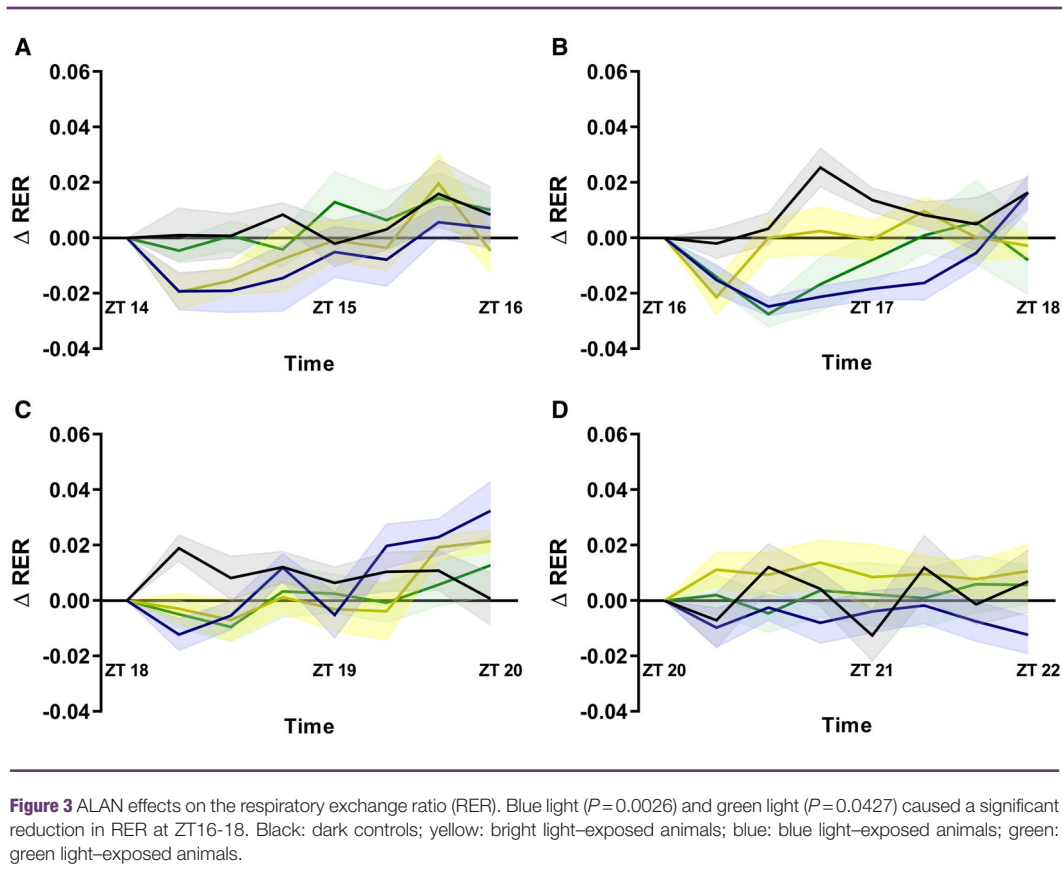 A
B
0.06
0.04
0.02
0.00
-0.02
-0.04
Δ RER
ZT 14
ZT 15
ZT 16
Time
0.06
0.04
0.02
0.00
-0.02
-0.04
Δ RER
ZT 16
ZT 17
ZT 18
Time
C
D
0.06
0.04
0.02
0.00
-0.02
-0.04
Δ RER
ZT 18
ZT 19
ZT 20
Time
0.06
0.04
0.02
0.00
-0.02
-0.04
Δ RER
ZT 20
ZT 21
ZT 22
Time
Figure 3 ALAN effects on the respiratory exchange ratio (RER). Blue light (P=0.0026) and green light (P=0.0427) caused a significant
reduction in RER at ZT16-18. Black: dark controls; yellow: bright light–exposed animals; blue: blue light–exposed animals; green:
green light–exposed animals.